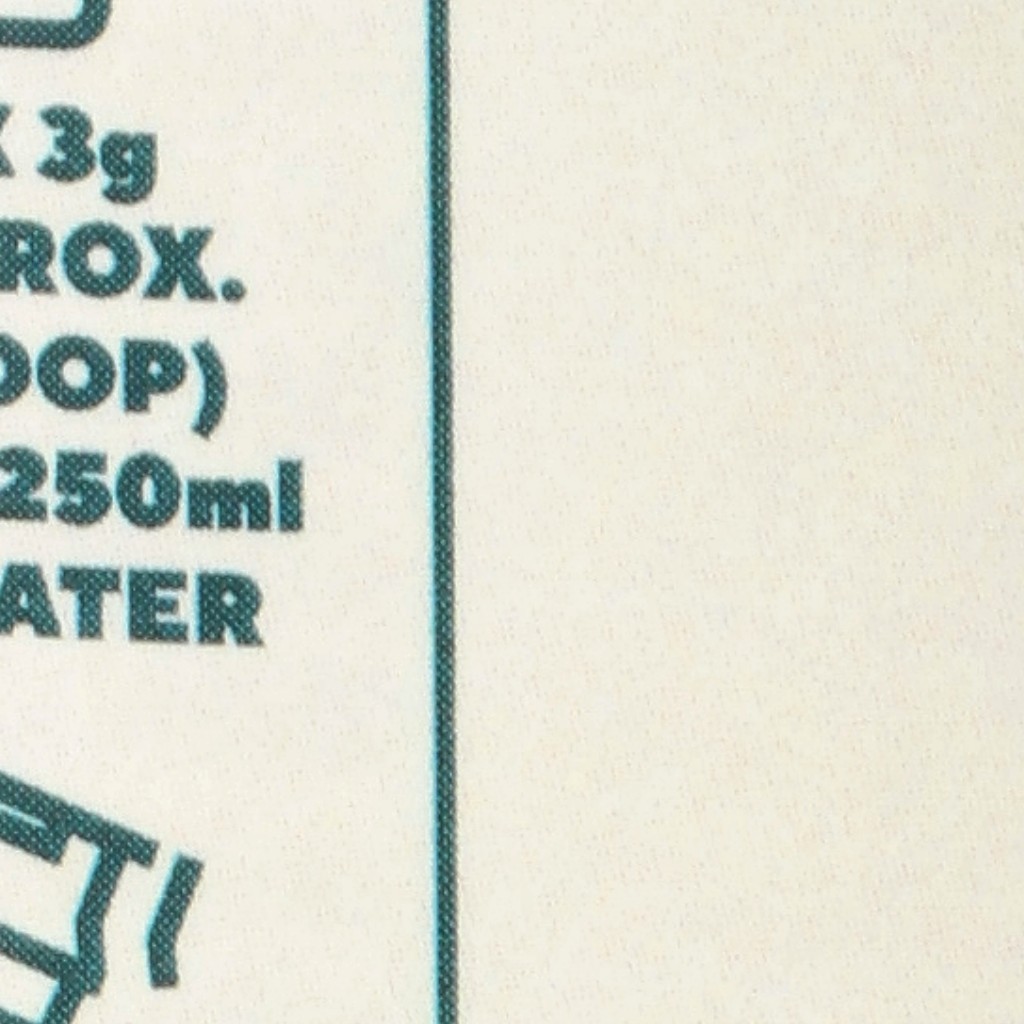 X 3g
ROX.
OOP)
250ml
ATER